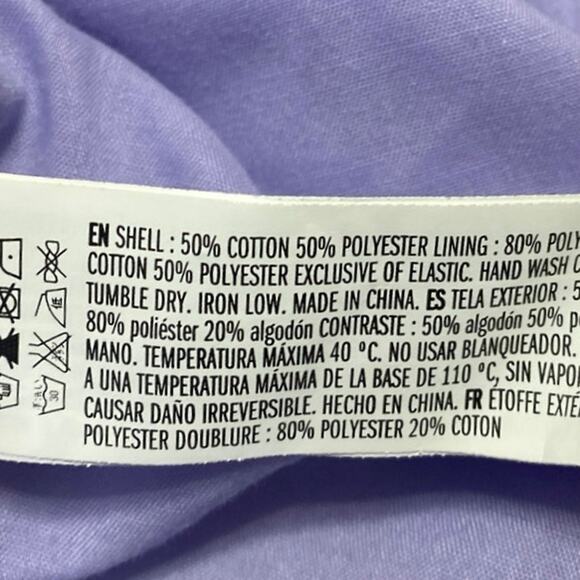 EN SHELL : 50% COTTON 50% POLYESTER LINING : 80%
COTTON 50% POLYESTER EXCLUSIVE OF ELASTIC. HAND WASH
TUMBLE DRY. IRON LOW. MADE IN CHINA. ES TELA EXTERIOR :
80% poliéster 20% algodón CONTRASTE : 50% algodón 50%
MANO. TEMPERATURA MÁXIMA 40 ºC. NO USAR BLANQUEADOR.
A UNA TEMPERATURA MÁXIMA DE LA BASE DE 110 ºC, SIN
CAUSAR DAÑO IRREVERSIBLE. HECHO EN CHINA. FR ÉTOFFE
POLYESTER DOUBLURE : 80% POLYESTER 20% COTON
30